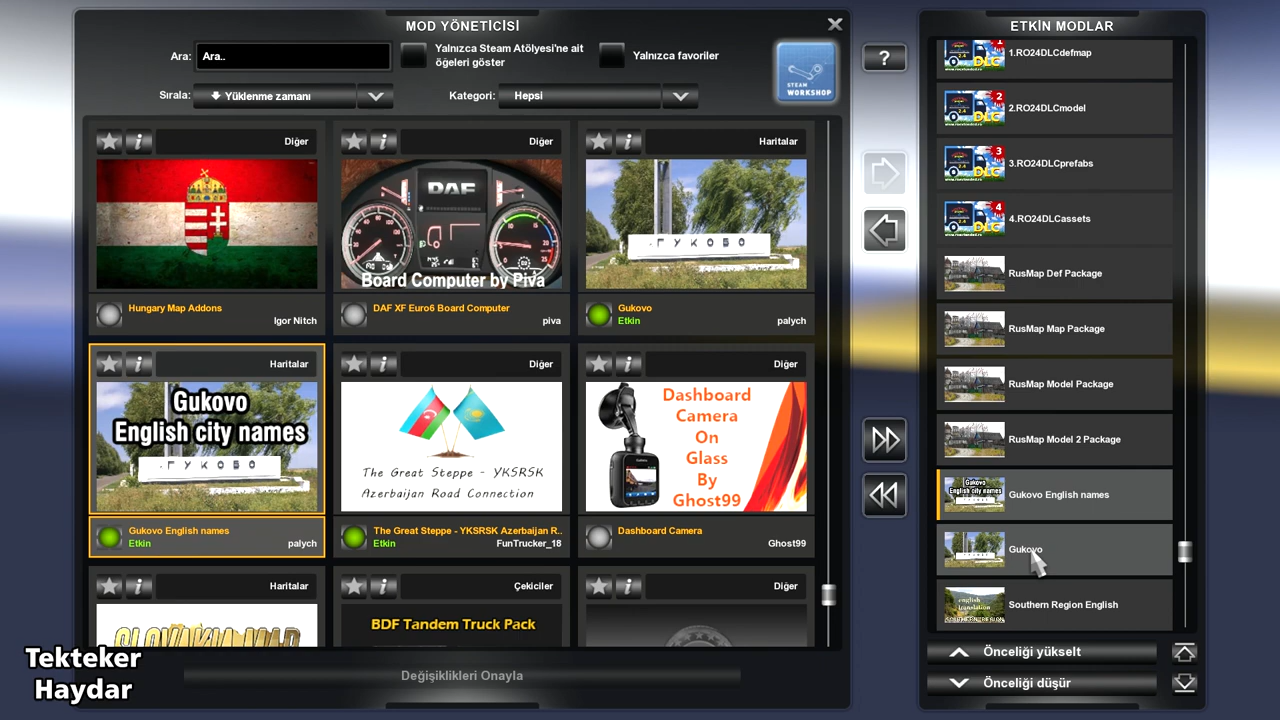 MOD YÖNETİCİSİ
Ara:
Ara..
Yalnızca Steam Atölyesi'ne ait
öğeleri göster
Yalnızca favoriler
STEAM
WORKSHOP
Sırala:
Yüklenme zamanı
Kategori:
Hepsi
Diğer
Hungary Map Addons
Igor Nitch
Diğer
DAF
Board Computer by Piva
DAF XF Euro6 Board Computer
piva
Haritalar
ГУКОВО
Gukovo
Etkin
palych
Haritalar
Gukovo
English city names
ГУКОВО
Gukovo English names
Etkin
palych
Diğer
The Great Steppe - YKSRSK
Azerbaijan Road Connection
The Great Steppe - YKSRSK Azerbaijan R..
Etkin
FunTrucker_18
Diğer
Dashboard
Camera
On
Glass
By
Ghost99
Dashboard Camera
Ghost99
Haritalar
SLOVAKIA MAP
Çekiciler
BDF Tandem Truck Pack
Diğer
Değişiklikleri Onayla
?
ETKİN MODLAR
1.RO24DLCdefmap
2.RO24DLCmodel
3.RO24DLCprefabs
4.RO24DLCassets
RusMap Def Package
RusMap Map Package
RusMap Model Package
RusMap Model 2 Package
Gukovo English names
Gukovo
Southern Region English
Önceliği yükselt
Önceliği düşür
Tekteker
Haydar